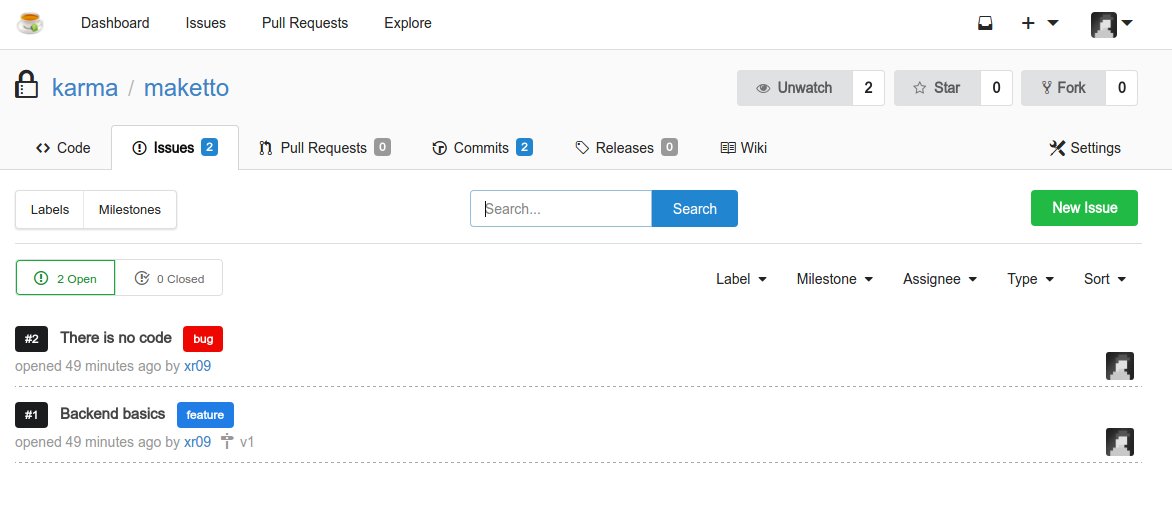 Dashboard Issues Pull Requests Explore
karma / maketto Unwatch 2 Star 0 Fork 0
Code Issues 2 Pull Requests 0 Commits 2 Releases 0 Wiki Settings
Labels Milestones Search... Search New Issue
2 Open 0 Closed Label Milestone Assignee Type Sort
#2 There is no code bug
opened 49 minutes ago by xr09
#1 Backend basics feature
opened 49 minutes ago by xr09 v1